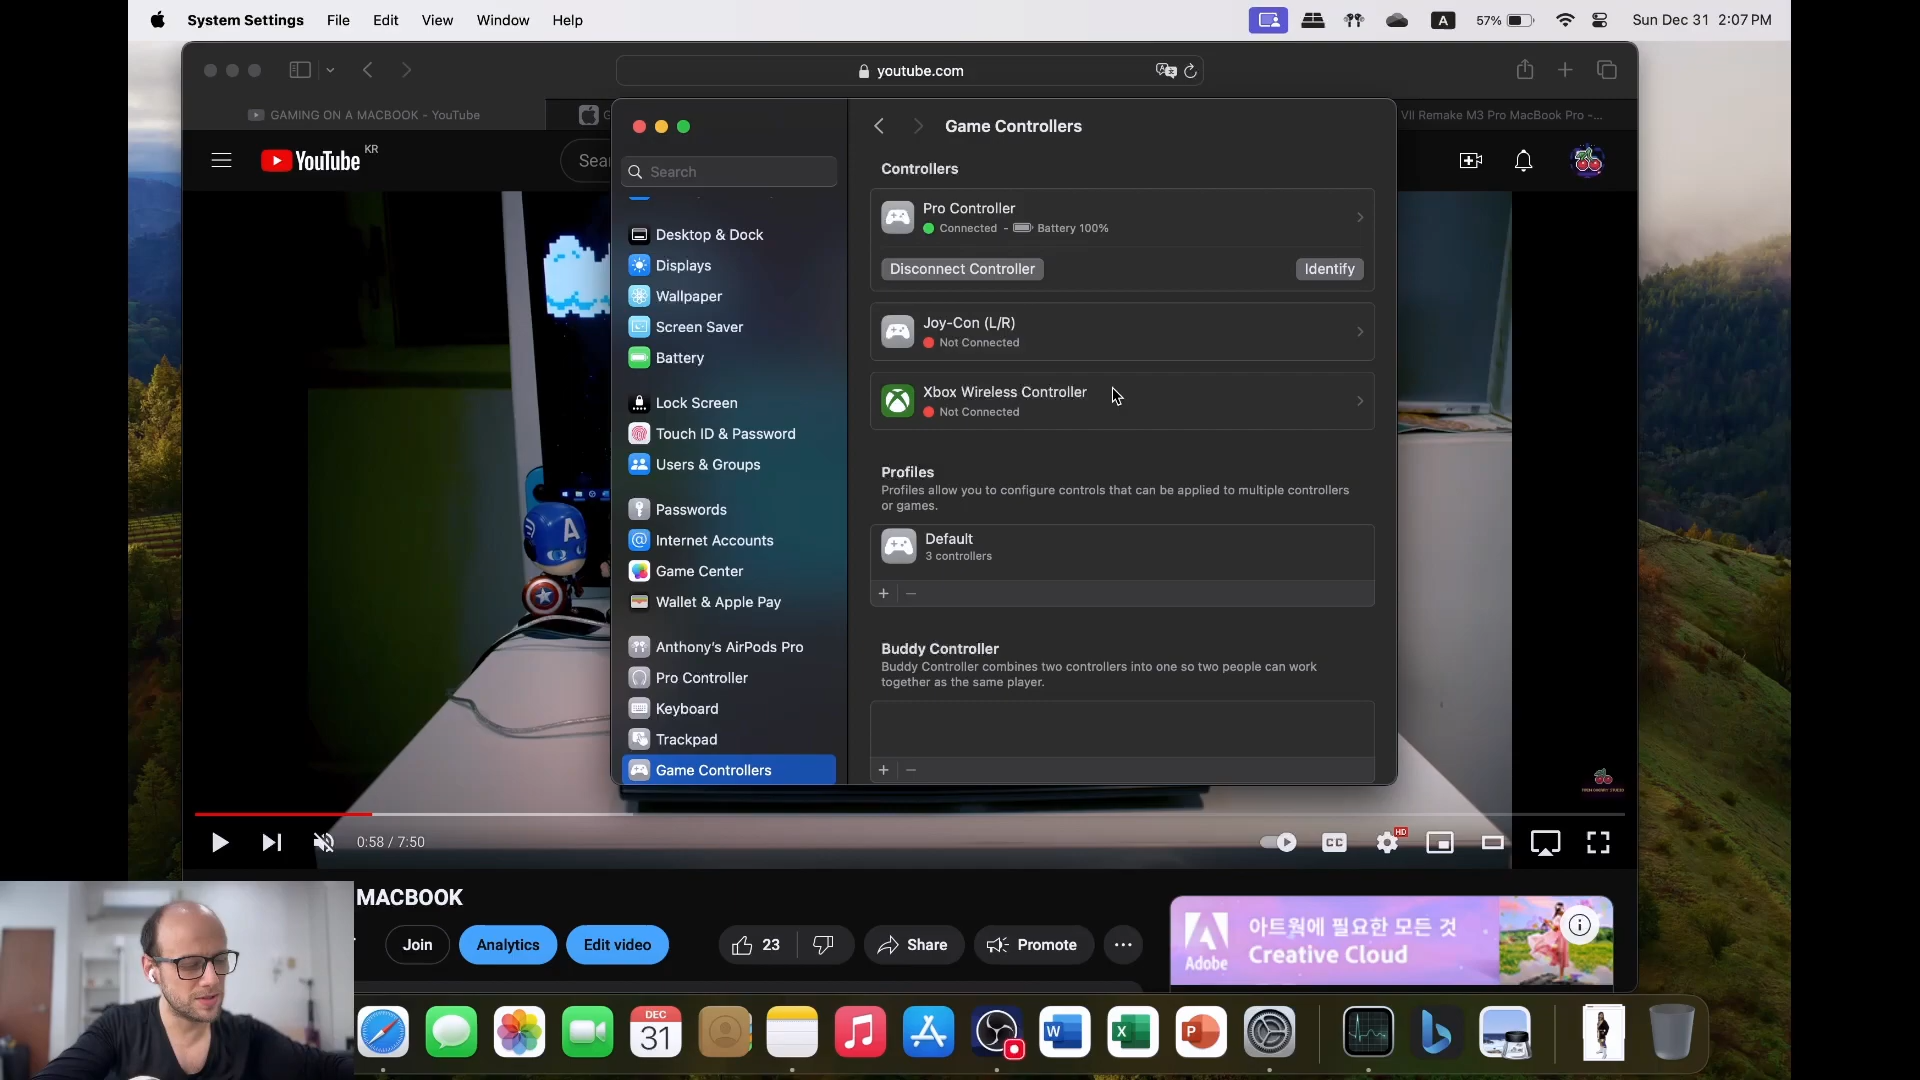 System Settings File Edit View Window Help
A 57% Sun Dec 31 2:07 PM
youtube.com
GAMING ON A MACBOOK - YouTube
G
VII Remake M3 Pro MacBook Pro -...
YouTube KR
Sea
Search
Desktop & Dock
Displays
Wallpaper
Screen Saver
Battery
Lock Screen
Touch ID & Password
Users & Groups
Passwords
Internet Accounts
Game Center
Wallet & Apple Pay
Anthony's AirPods Pro
Pro Controller
Keyboard
Trackpad
Game Controllers
Game Controllers
Controllers
Pro Controller
Connected - Battery 100%
Disconnect Controller
Identify
Joy-Con (L/R)
Not Connected
Xbox Wireless Controller
Not Connected
Profiles
Profiles allow you to configure controls that can be applied to multiple controllers
or games.
Default
3 controllers
+ −
Buddy Controller
Buddy Controller combines two controllers into one so two people can work
together as the same player.
+ −
0:58 / 7:50
CC
HD
MACBOOK
Join
Analytics
Edit video
23
Share
Promote
Adobe
아트웍에 필요한 모든 것
Creative Cloud
DEC
31
W
X
P